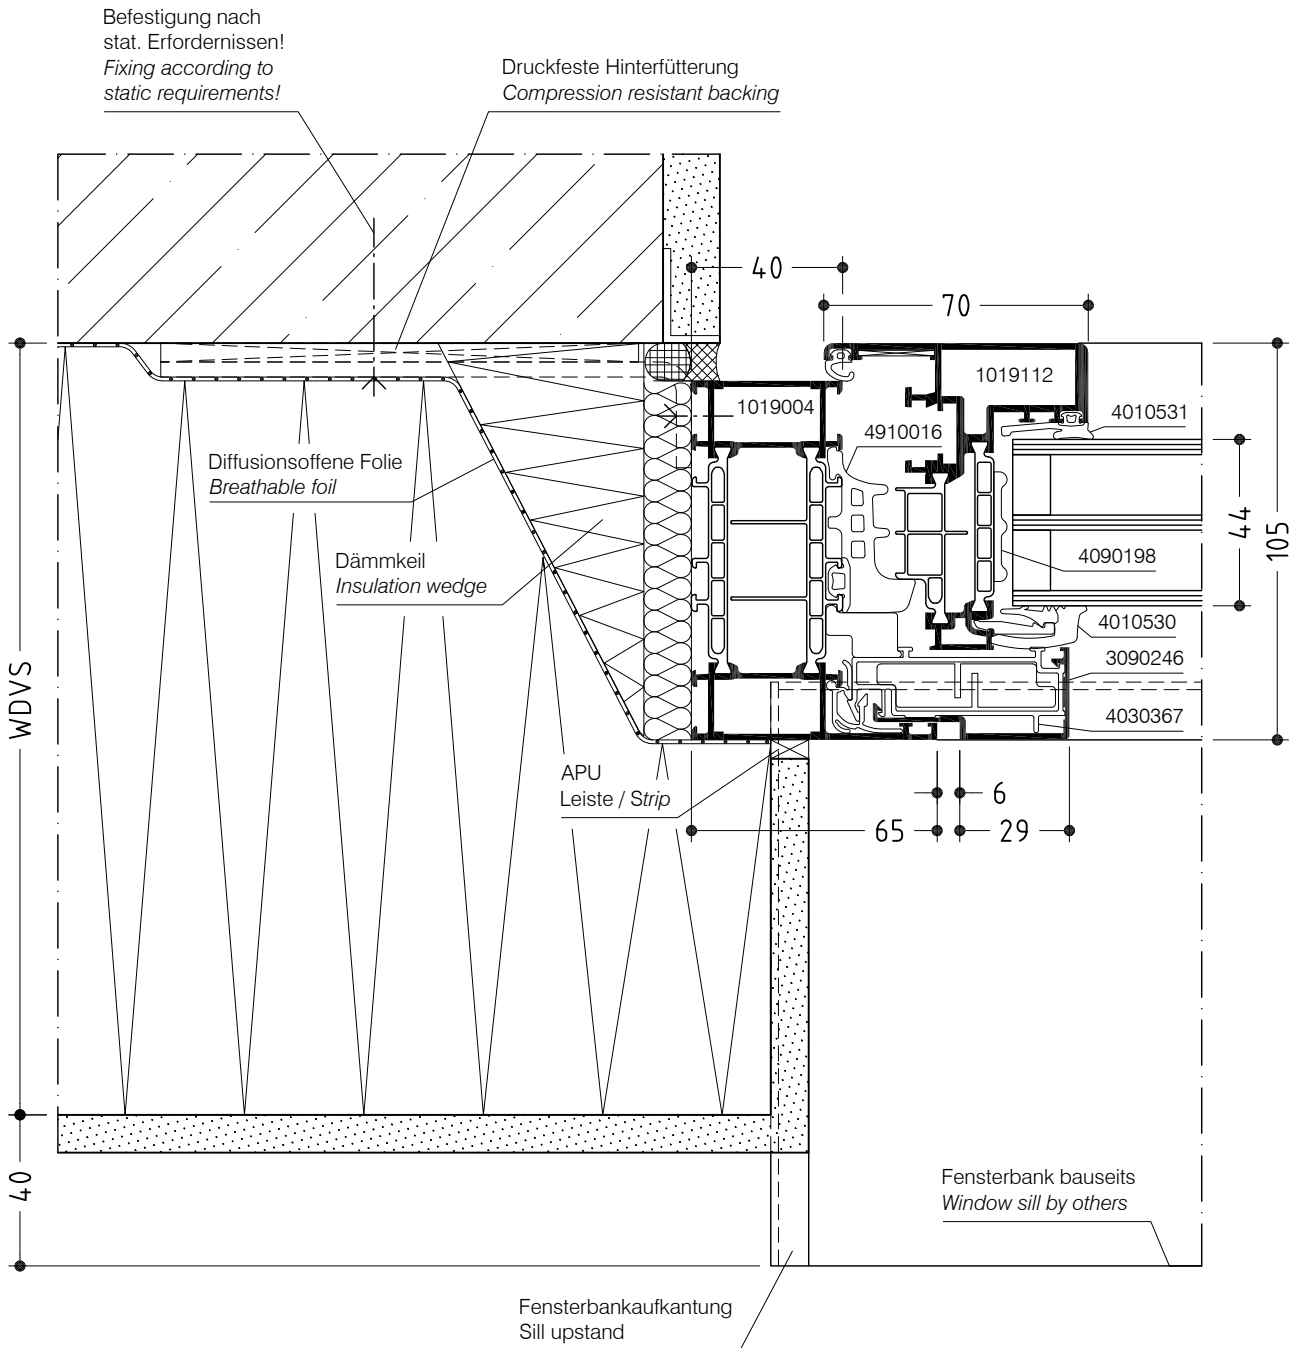 Befestigung nach
stat. Erfordernissen!
Fixing according to
static requirements!
Druckfeste Hinterfütterung
Compression resistant backing
40
70
1019112
1019004
4010531
4910016
Diffusionsoffene Folie
Breathable foil
44
105
Dämmkeil
Insulation wedge
4090198
4010530
3090246
4030367
WDVS
APU
Leiste / Strip
6
65
29
40
Fensterbank bauseits
Window sill by others
Fensterbankaufkantung
Sill upstand